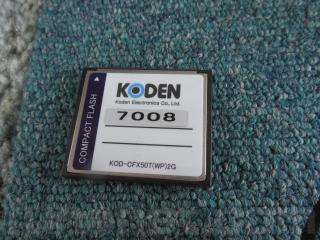 KODEN
Koden Electronics Co., Ltd.
7008
COMPACT FLASH
KOD-CFX50T(WP)2G